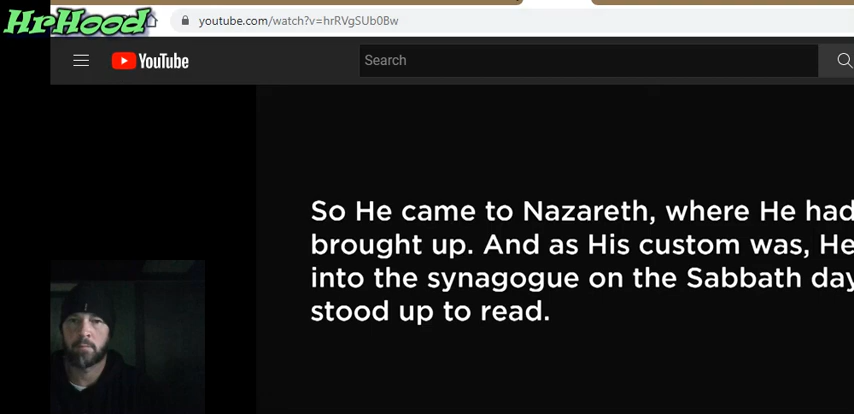 HrHood
youtube.com/watch?v=hrRVgSUb0Bw
YouTube
Search
So He came to Nazareth, where He had
brought up. And as His custom was, He
into the synagogue on the Sabbath day
stood up to read.